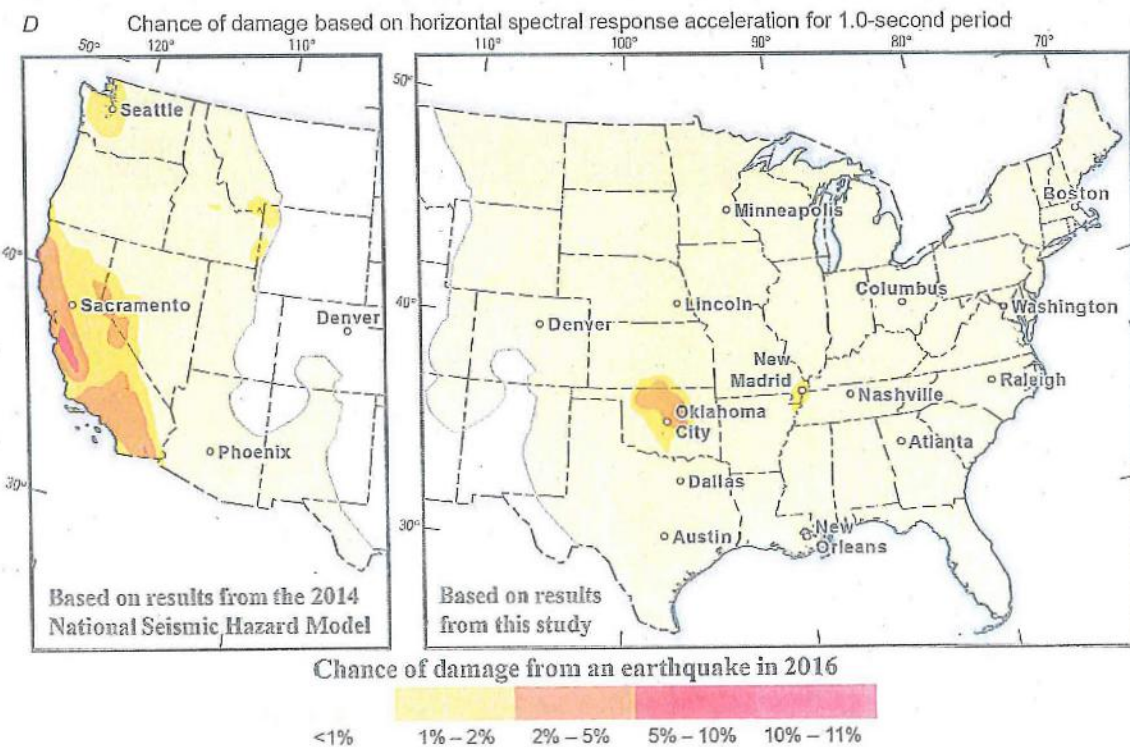 D Chance of damage based on horizontal spectral response acceleration for 1.0-second period
50° 120° 110°
110° 100° 90° 80° 70°
50°
Seattle
Boston
Minneapolis
40°
Sacramento
Denver
Columbus
40°
Lincoln
Washington
Denver
New
Madrid
Raleigh
Nashville
Oklahoma
City
Phoenix
Atlanta
30°
Dallas
30°
Austin
New
Orleans
Based on results from the 2014
National Seismic Hazard Model
Based on results
from this study
Chance of damage from an earthquake in 2016
<1% 1% – 2% 2% – 5% 5% – 10% 10% – 11%